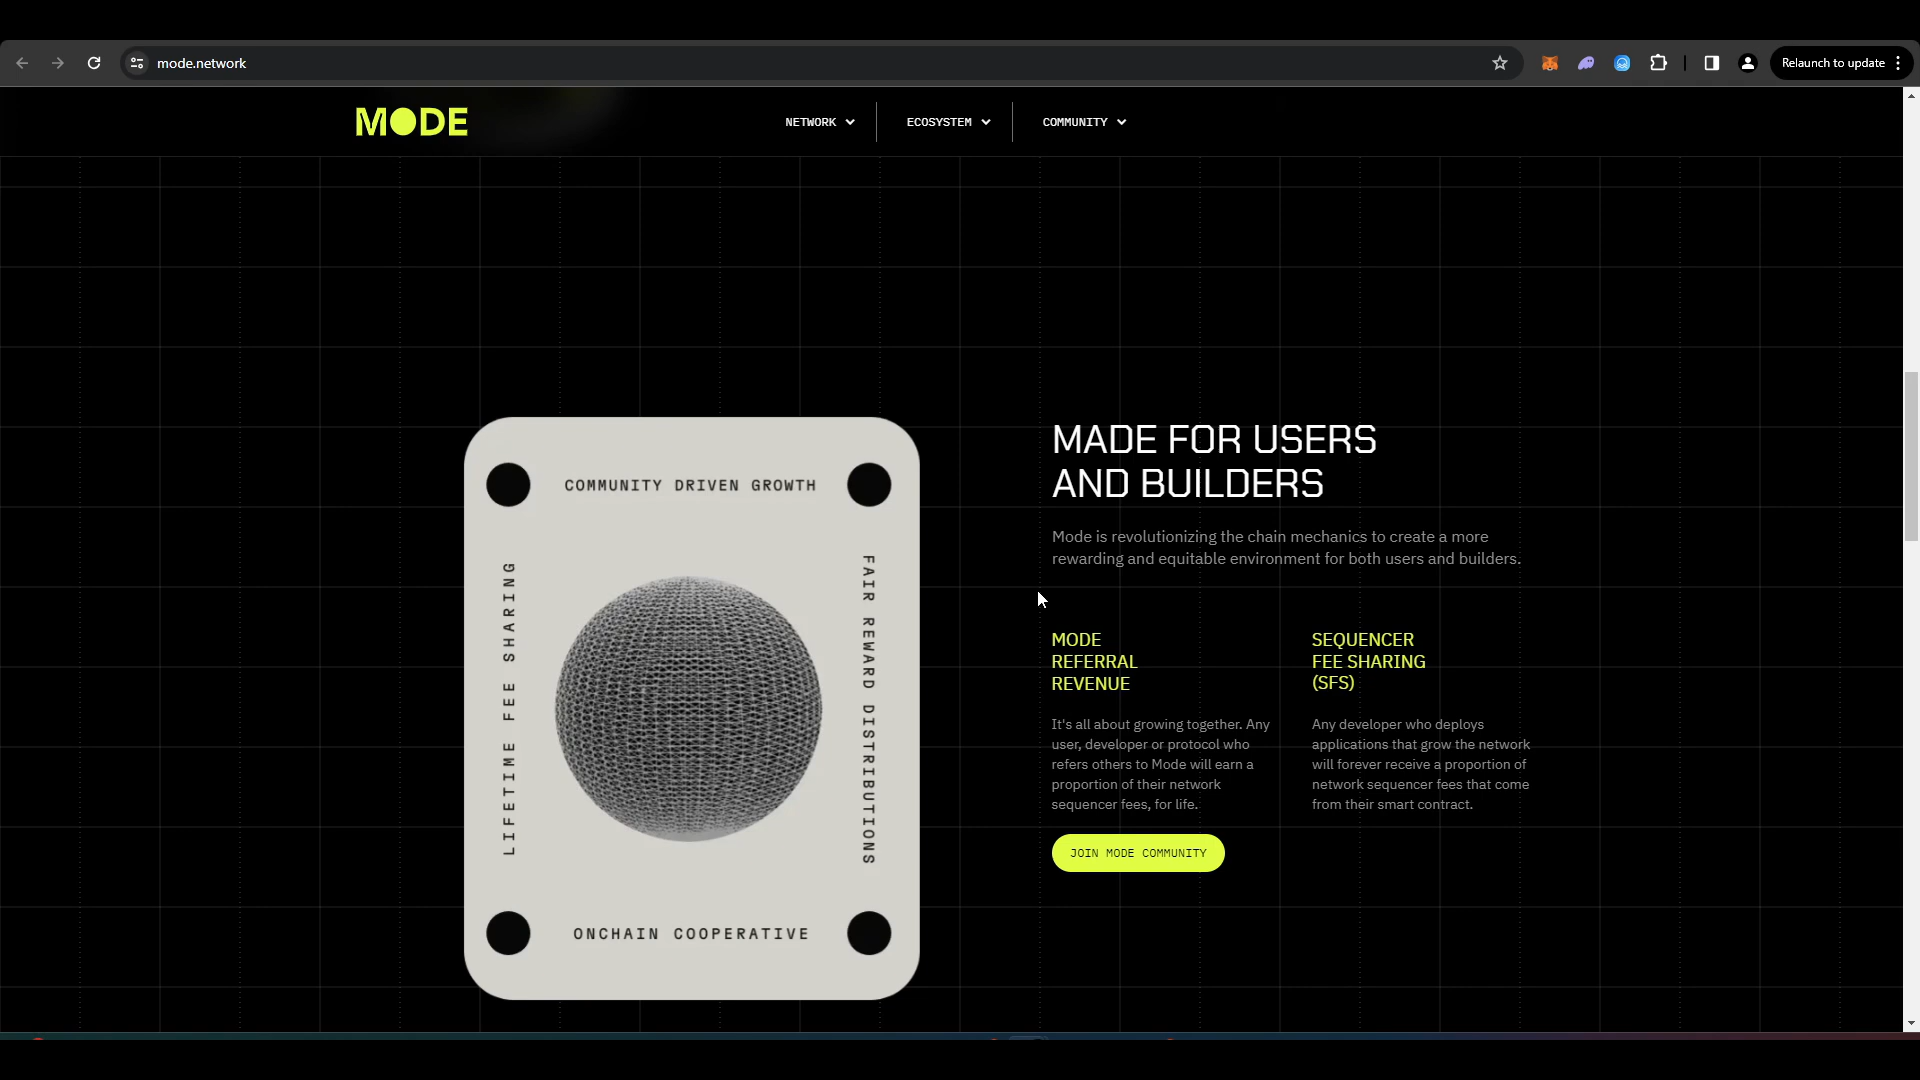 mode.network
Relaunch to update
MODE
NETWORK
ECOSYSTEM
COMMUNITY
COMMUNITY DRIVEN GROWTH
LIFETIME FEE SHARING
FAIR REWARD DISTRIBUTIONS
ONCHAIN COOPERATIVE
MADE FOR USERS
AND BUILDERS
Mode is revolutionizing the chain mechanics to create a more
rewarding and equitable environment for both users and builders.
MODE
REFERRAL
REVENUE
It's all about growing together. Any
user, developer or protocol who
refers others to Mode will earn a
proportion of their network
sequencer fees, for life.
SEQUENCER
FEE SHARING
(SFS)
Any developer who deploys
applications that grow the network
will forever receive a proportion of
network sequencer fees that come
from their smart contract.
JOIN MODE COMMUNITY